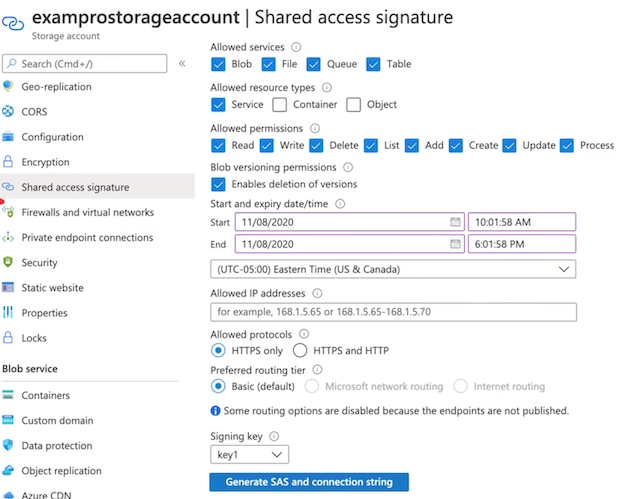 examprostorageaccount | Shared access signature
Storage account
Search (Cmd+/)
«
Geo-replication
CORS
Configuration
Encryption
Shared access signature
Firewalls and virtual networks
Private endpoint connections
Security
Static website
Properties
Locks
Blob service
Containers
Custom domain
Data protection
Object replication
Azure CDN
Allowed services
Blob File Queue Table
Allowed resource types
Service Container Object
Allowed permissions
Read Write Delete List Add Create Update Process
Blob versioning permissions
Enables deletion of versions
Start and expiry date/time
Start 11/08/2020 10:01:58 AM
End 11/08/2020 6:01:58 PM
(UTC-05:00) Eastern Time (US & Canada)
Allowed IP addresses
for example, 168.1.5.65 or 168.1.5.65-168.1.5.70
Allowed protocols
HTTPS only HTTPS and HTTP
Preferred routing tier
Basic (default) Microsoft network routing Internet routing
Some routing options are disabled because the endpoints are not published.
Signing key
key1
Generate SAS and connection string